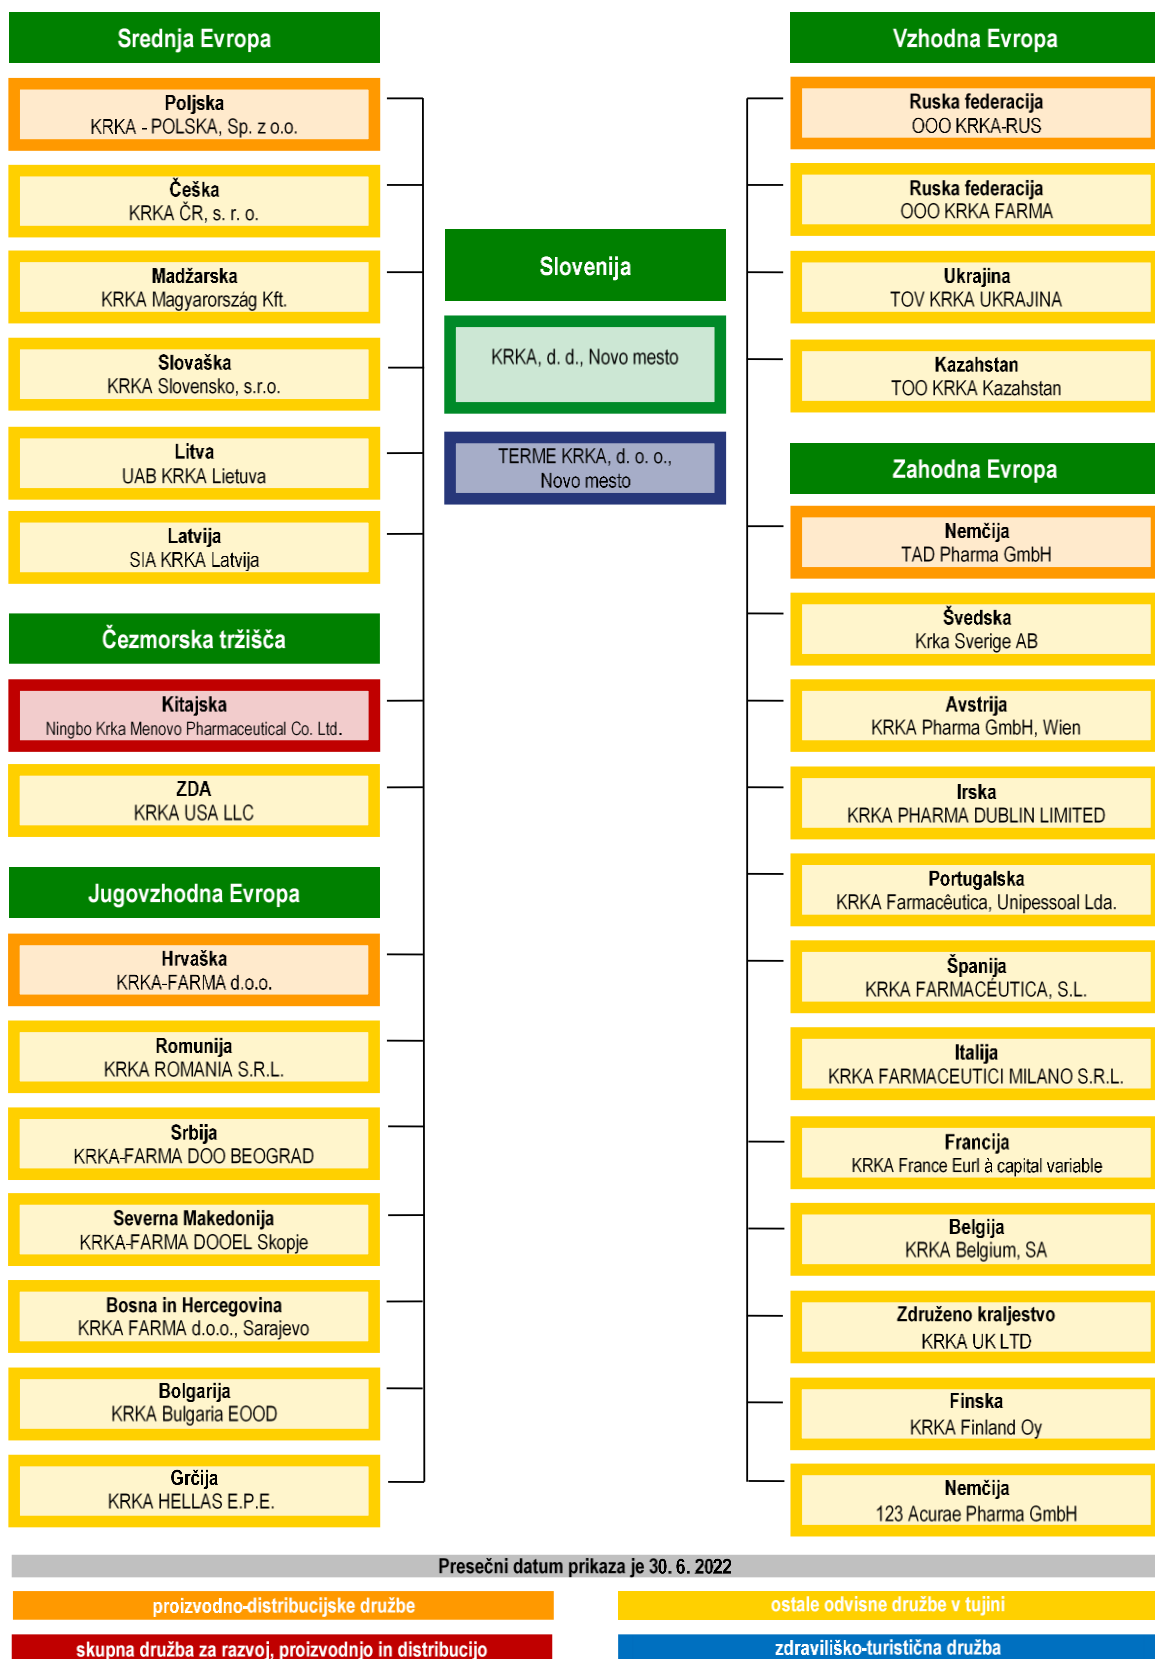 Srednja Evropa
Poljska
KRKA - POLSKA, Sp. z o.o.
Češka
KRKA ČR, s. r. o.
Madžarska
KRKA Magyarország Kft.
Slovaška
KRKA Slovensko, s.r.o.
Litva
UAB KRKA Lietuva
Latvija
SIA KRKA Latvija
Čezmorska tržišča
Kitajska
Ningbo Krka Menovo Pharmaceutical Co. Ltd.
ZDA
KRKA USA LLC
Jugovzhodna Evropa
Hrvaška
KRKA-FARMA d.o.o.
Romunija
KRKA ROMANIA S.R.L.
Srbija
KRKA-FARMA DOO BEOGRAD
Severna Makedonija
KRKA-FARMA DOOEL Skopje
Bosna in Hercegovina
KRKA FARMA d.o.o., Sarajevo
Bolgarija
KRKA Bulgaria EOOD
Grčija
KRKA HELLAS E.P.E.
Slovenija
KRKA, d. d., Novo mesto
TERME KRKA, d. o. o.,
Novo mesto
Vzhodna Evropa
Ruska federacija
OOO KRKA-RUS
Ruska federacija
OOO KRKA FARMA
Ukrajina
TOV KRKA UKRAJINA
Kazahstan
TOO KRKA Kazahstan
Zahodna Evropa
Nemčija
TAD Pharma GmbH
Švedska
Krka Sverige AB
Avstrija
KRKA Pharma GmbH, Wien
Irska
KRKA PHARMA DUBLIN LIMITED
Portugalska
KRKA Farmacêutica, Unipessoal Lda.
Španija
KRKA FARMACÉUTICA, S.L.
Italija
KRKA FARMACEUTICI MILANO S.R.L.
Francija
KRKA France Eurl à capital variable
Belgija
KRKA Belgium, SA
Združeno kraljestvo
KRKA UK LTD
Finska
KRKA Finland Oy
Nemčija
123 Acurae Pharma GmbH
Presečni datum prikaza je 30. 6. 2022
proizvodno-distribucijske družbe
ostale odvisne družbe v tujini
skupna družba za razvoj, proizvodnjo in distribucijo
zdraviliško-turistična družba